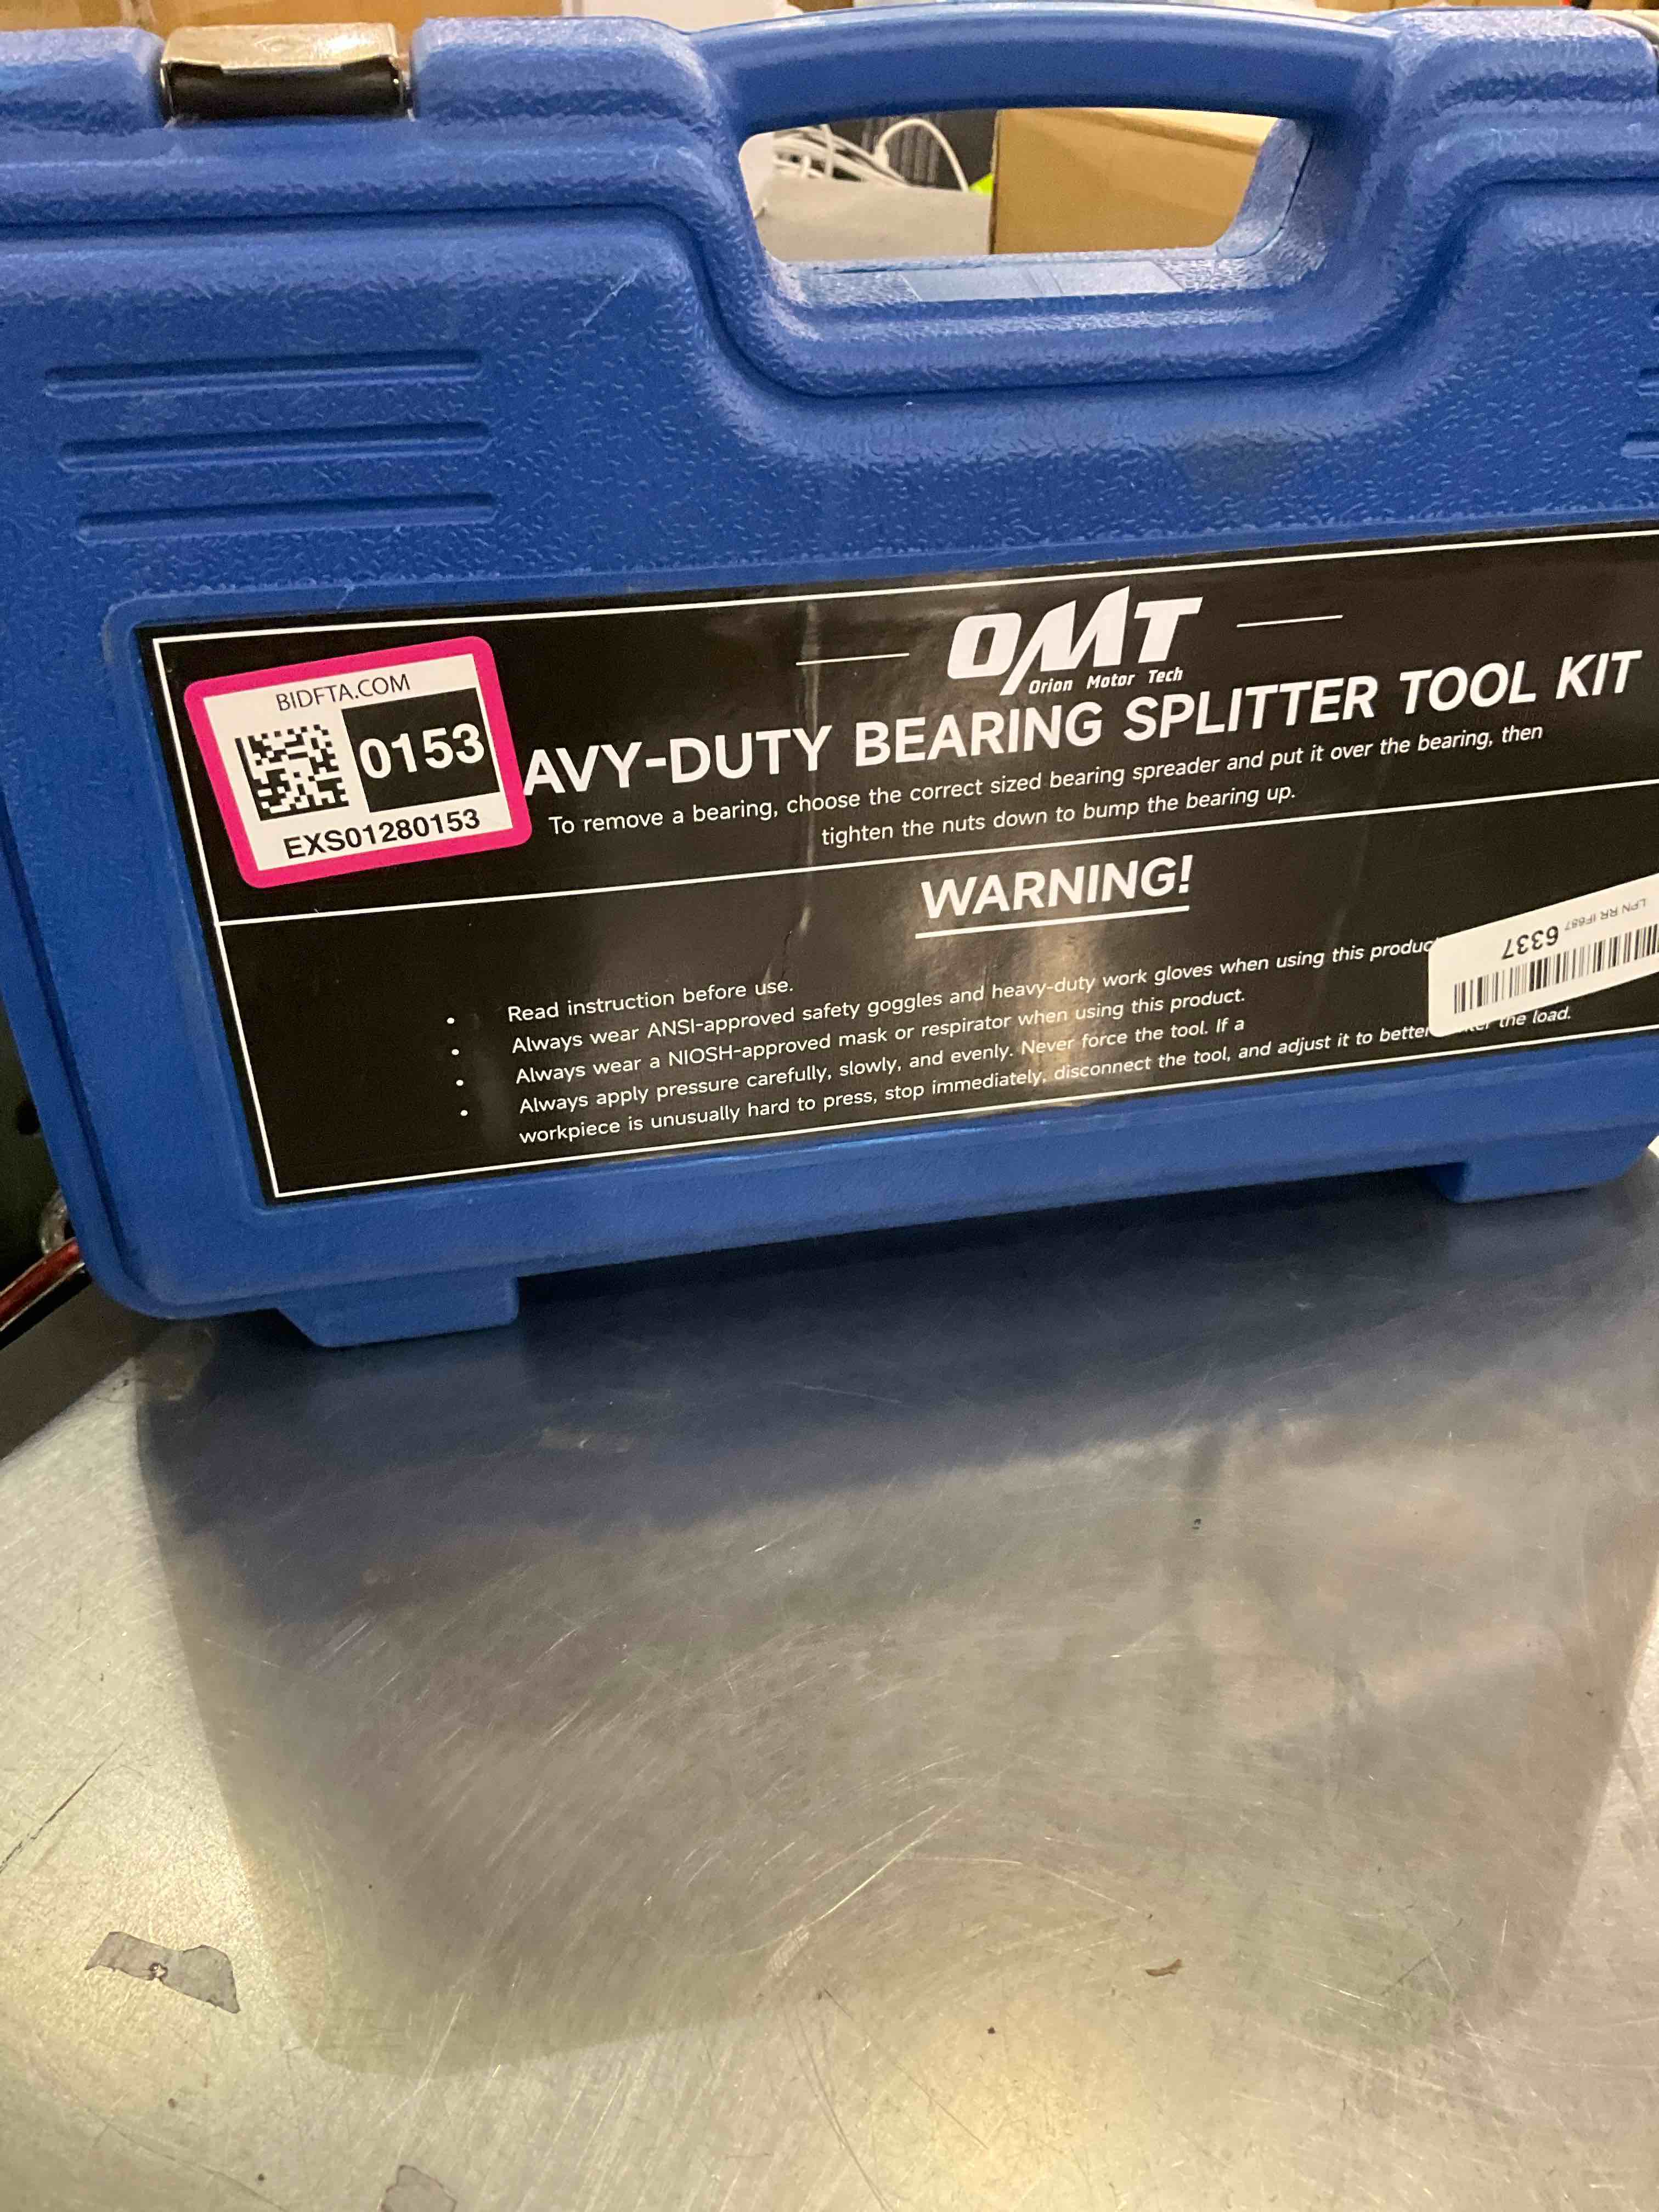 BIDFTA.COM
0153
EXS01280153
OMT
Orion Motor Tech
AVY-DUTY BEARING SPLITTER TOOL KIT
To remove a bearing, choose the correct sized bearing spreader and put it over the bearing, then
tighten the nuts down to bump the bearing up.
WARNING!
• Read instruction before use.
• Always wear ANSI-approved safety goggles and heavy-duty work gloves when using this produc
• Always wear a NIOSH-approved mask or respirator when using this product.
• Always apply pressure carefully, slowly, and evenly. Never force the tool. If a
workpiece is unusually hard to press, stop immediately, disconnect the tool, and adjust it to better the load.
LPN RR IF687
6337